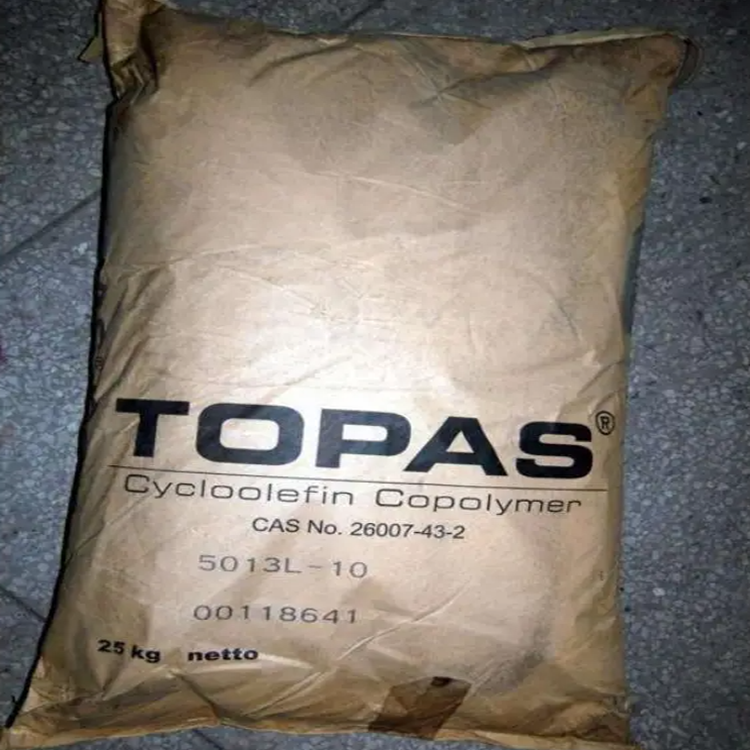 TOPAS®
Cycloolefin Copolymer
CAS No. 26007-43-2
5013L-10
00118641
25 kg netto